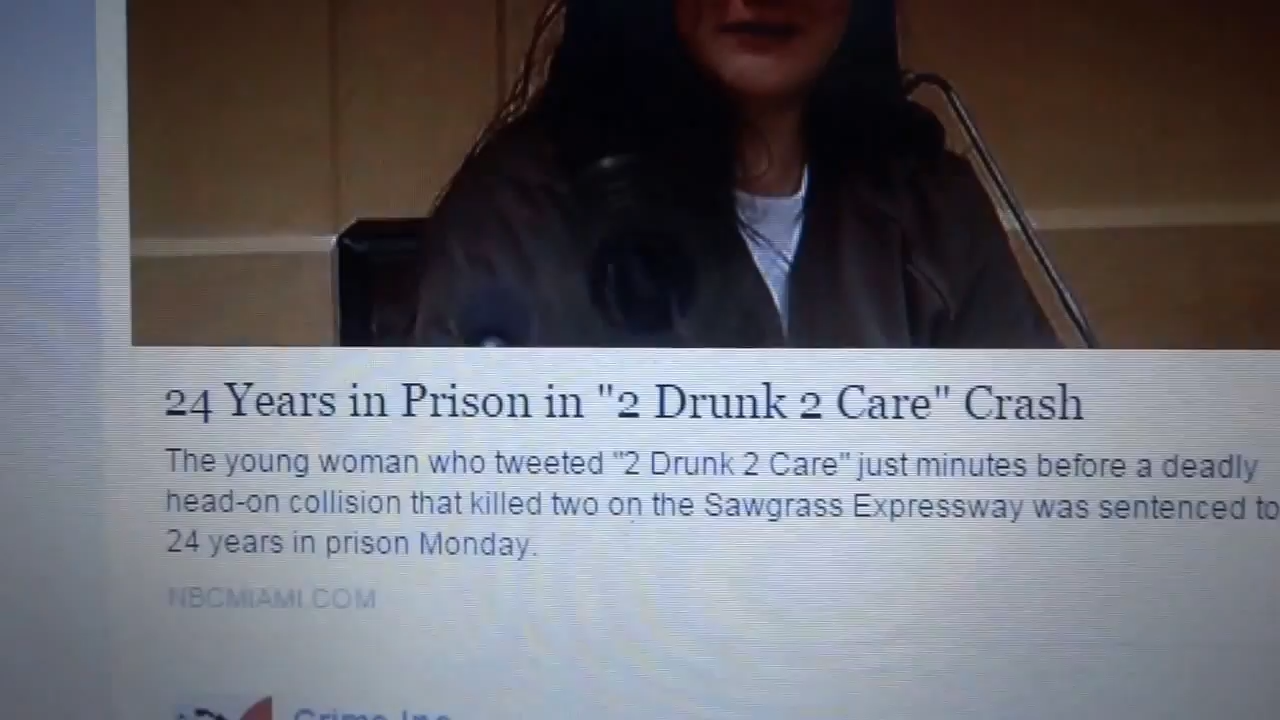 24 Years in Prison in "2 Drunk 2 Care" Crash
The young woman who tweeted "2 Drunk 2 Care" just minutes before a deadly
head-on collision that killed two on the Sawgrass Expressway was sentenced to
24 years in prison Monday.
NBCMIAMI.COM
Crime Inc